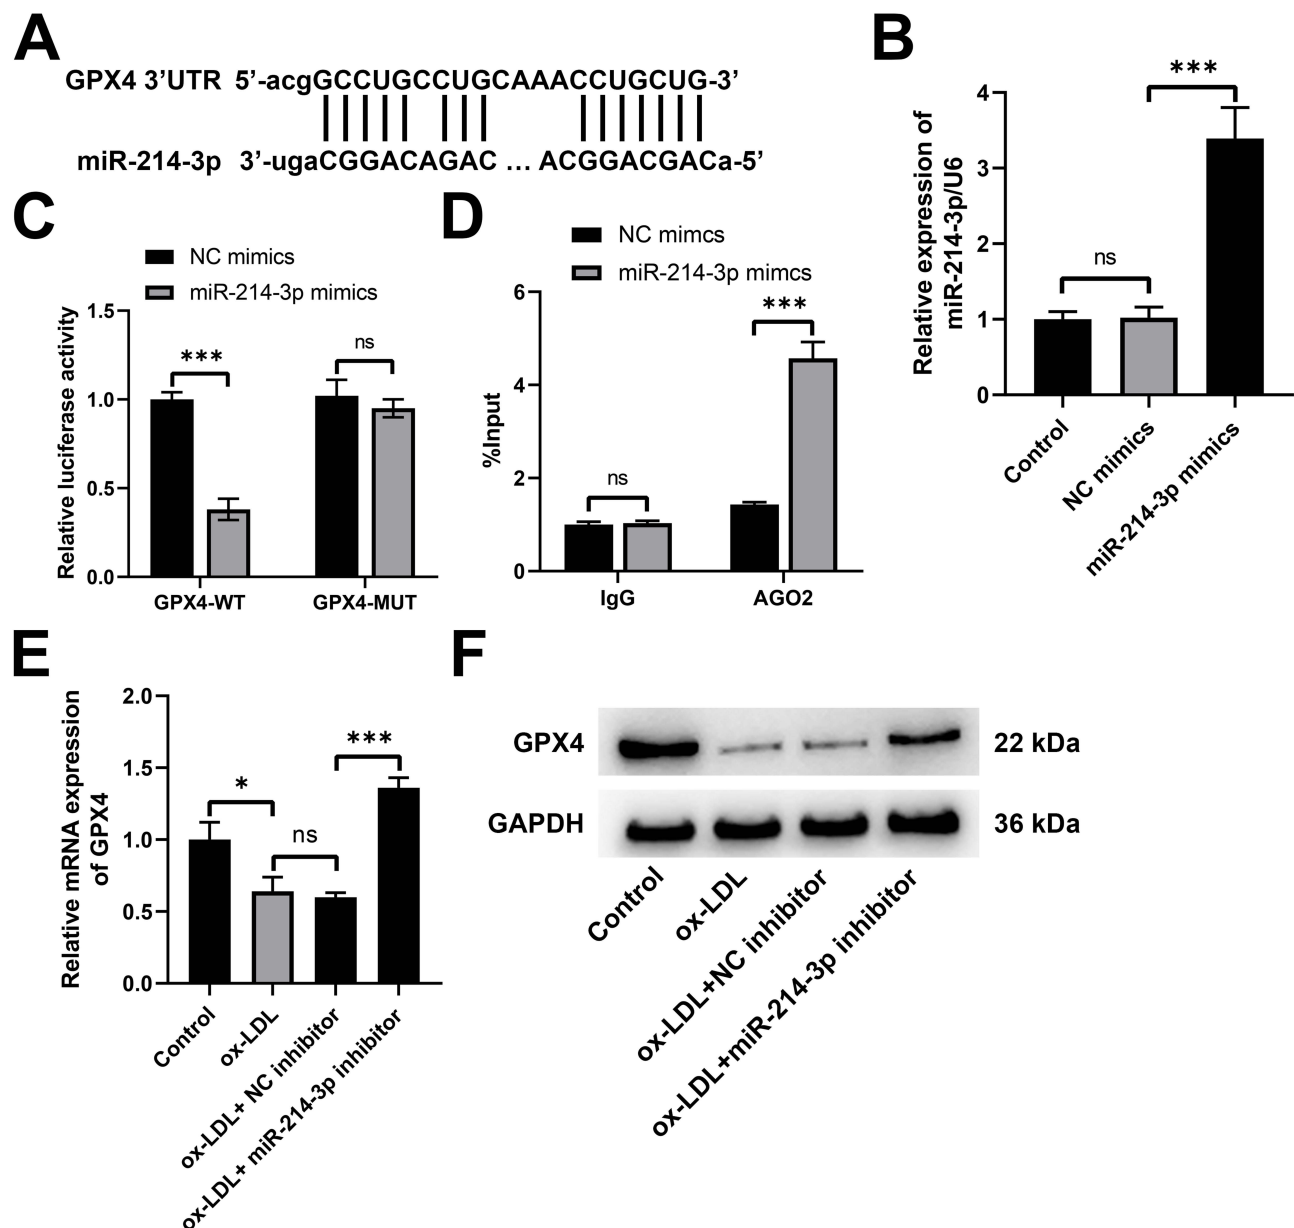 A
GPX4 3'UTR 5'-acgGCCUGCCUGCAAACCUGCUG-3'
miR-214-3p 3'-ugaCGGACAGAC ... ACGGACGACa-5'
B
Relative expression of
miR-214-3p/U6
4
3
2
1
0
ns
***
Control
NC mimics
miR-214-3p mimics
C
NC mimics
miR-214-3p mimics
Relative luciferase activity
1.5
1.0
0.5
0.0
***
ns
GPX4-WT
GPX4-MUT
D
NC mimcs
miR-214-3p mimcs
%Input
6
4
2
0
ns
***
IgG
AGO2
E
Relative mRNA expression
of GPX4
2.0
1.5
1.0
0.5
0.0
*
ns
***
Control
ox-LDL
ox-LDL+ NC inhibitor
ox-LDL+ miR-214-3p inhibitor
F
GPX4
22 kDa
GAPDH
36 kDa
Control
ox-LDL
ox-LDL+NC inhibitor
ox-LDL+miR-214-3p inhibitor